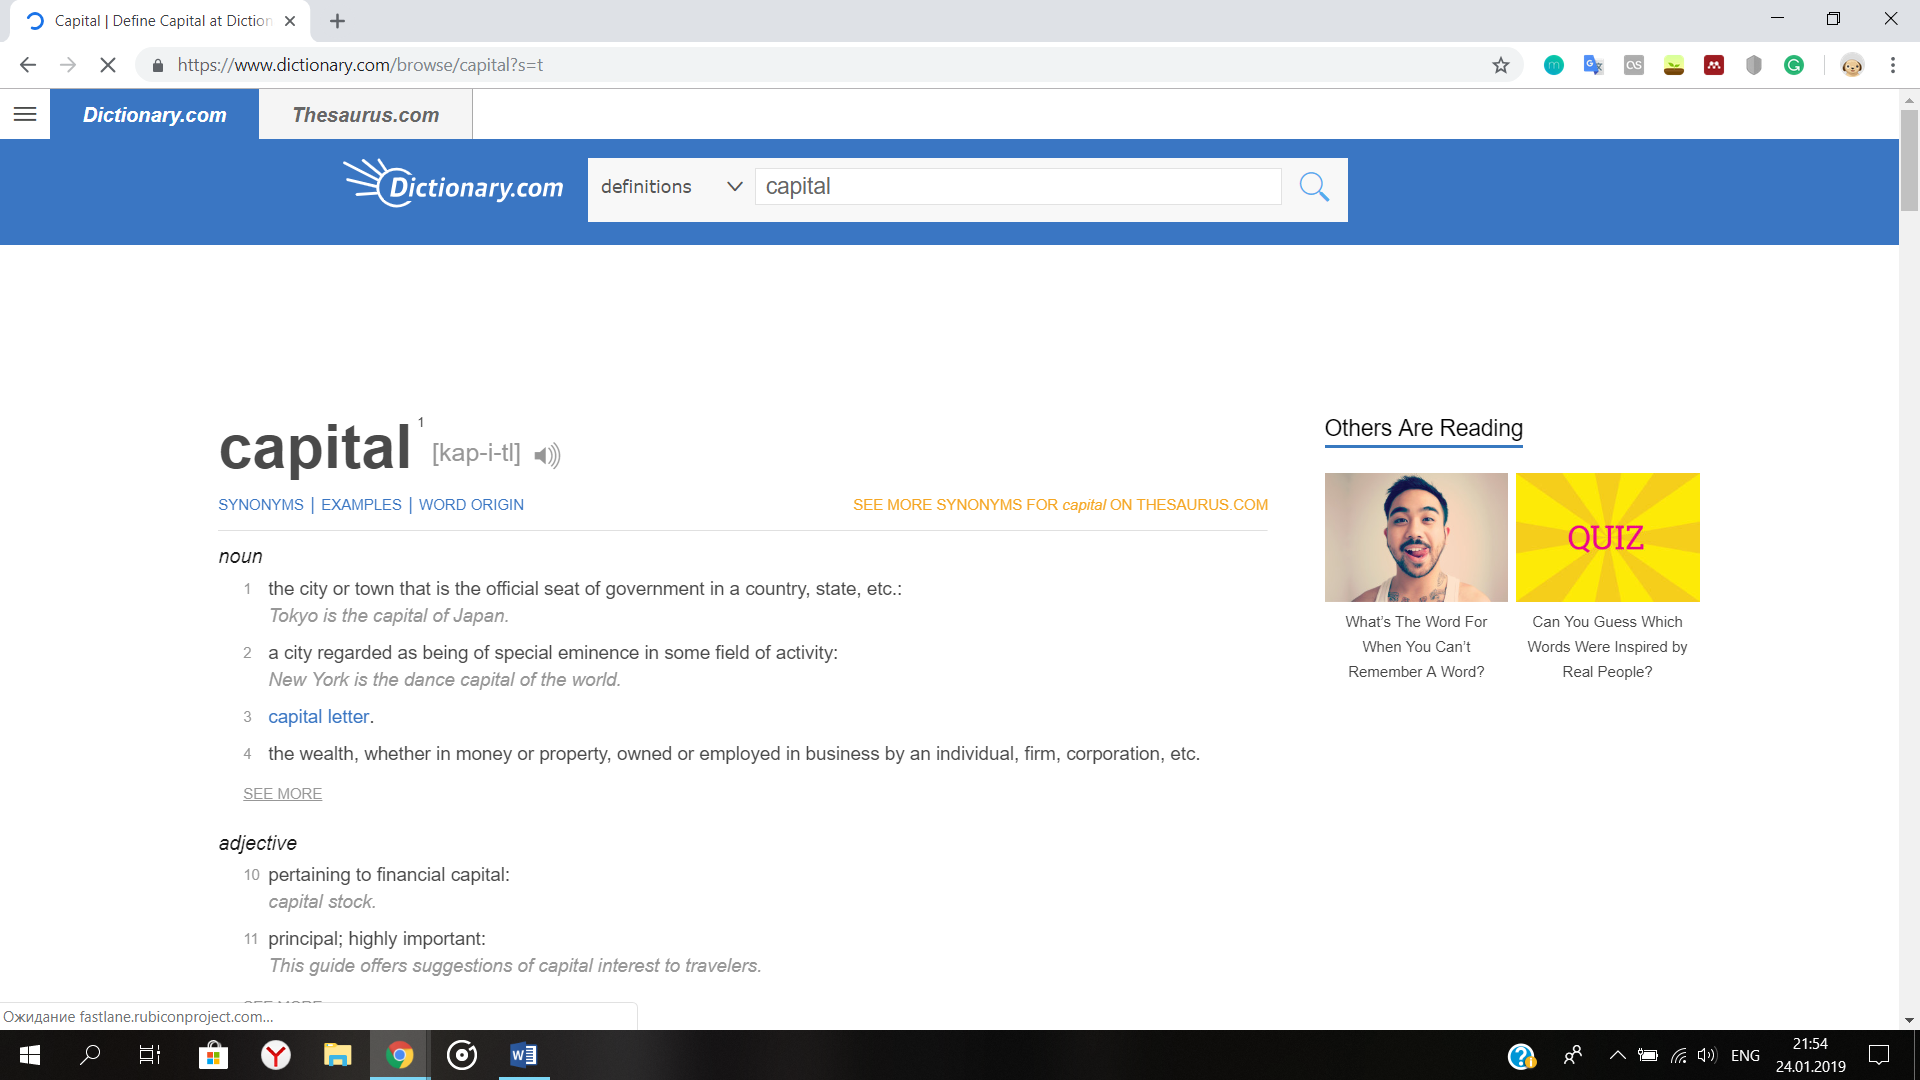 Capital | Define Capital at Diction
https://www.dictionary.com/browse/capital?s=t
Dictionary.com
Thesaurus.com
Dictionary.com
definitions
capital
capital 1 [kap-i-tl]
SYNONYMS | EXAMPLES | WORD ORIGIN
SEE MORE SYNONYMS FOR capital ON THESAURUS.COM
noun
1 the city or town that is the official seat of government in a country, state, etc.:
Tokyo is the capital of Japan.
2 a city regarded as being of special eminence in some field of activity:
New York is the dance capital of the world.
3 capital letter.
4 the wealth, whether in money or property, owned or employed in business by an individual, firm, corporation, etc.
SEE MORE
adjective
10 pertaining to financial capital:
capital stock.
11 principal; highly important:
This guide offers suggestions of capital interest to travelers.
SEE MORE
Others Are Reading
What's The Word For
When You Can't
Remember A Word?
QUIZ
Can You Guess Which
Words Were Inspired by
Real People?
Ожидание fastlane.rubiconproject.com...
ENG
21:54
24.01.2019